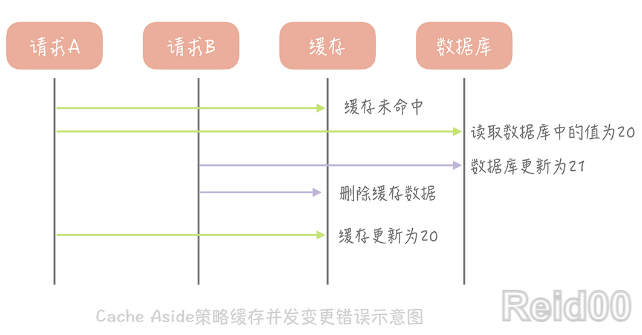 请求A 请求B 缓存 数据库
缓存未命中
读取数据库中的值为20
数据库更新为21
删除缓存数据
缓存更新为20
Cache Aside策略缓存并发变更错误示意图
Reid00